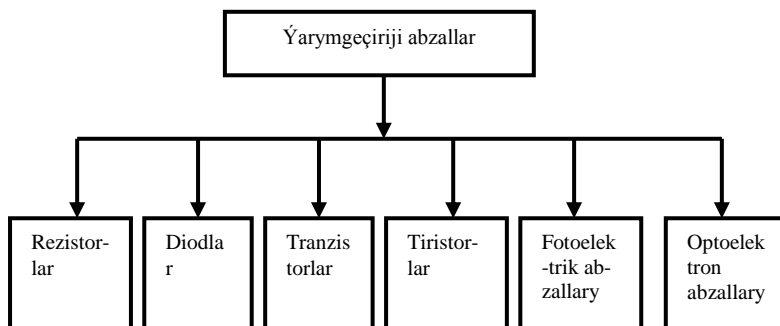 Ýarymgeçiriji abzallar
Rezistor-
lar
Diodla
r
Tranzis
torlar
Tiristor-
lar
Fotoelek
-trik ab-
zallary
Optoelek
tron
abzallary